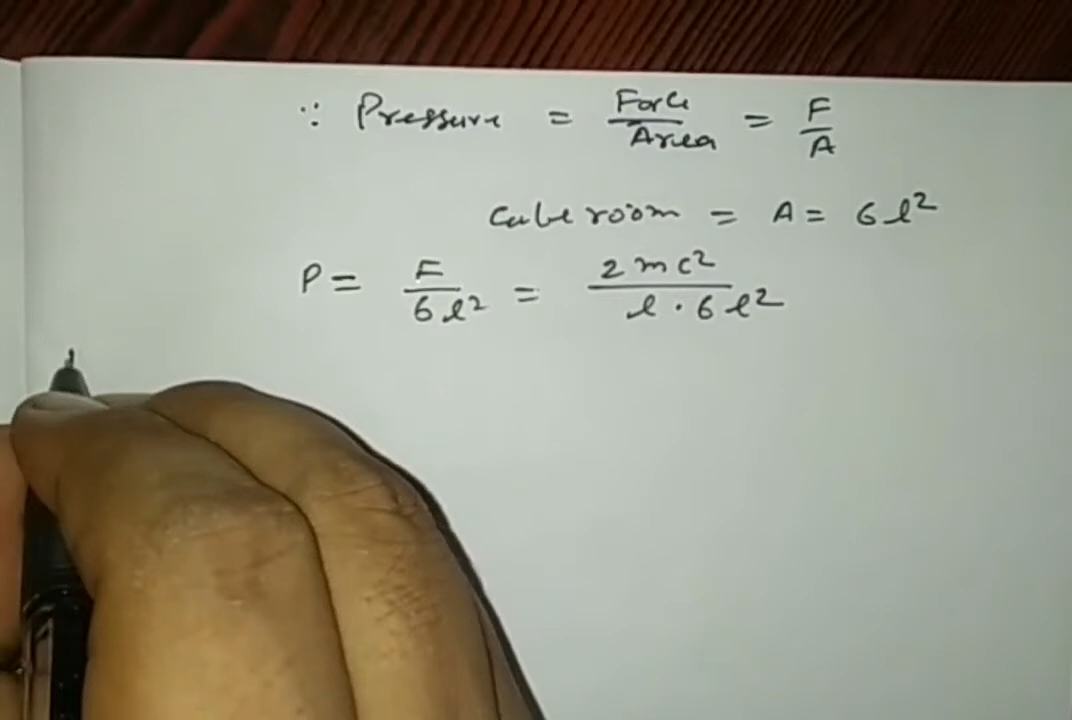 ∵ Pressure = Force/Area = F/A
Cube room = A = 6l²
P = F/6l² = 2mc²/l·6l²